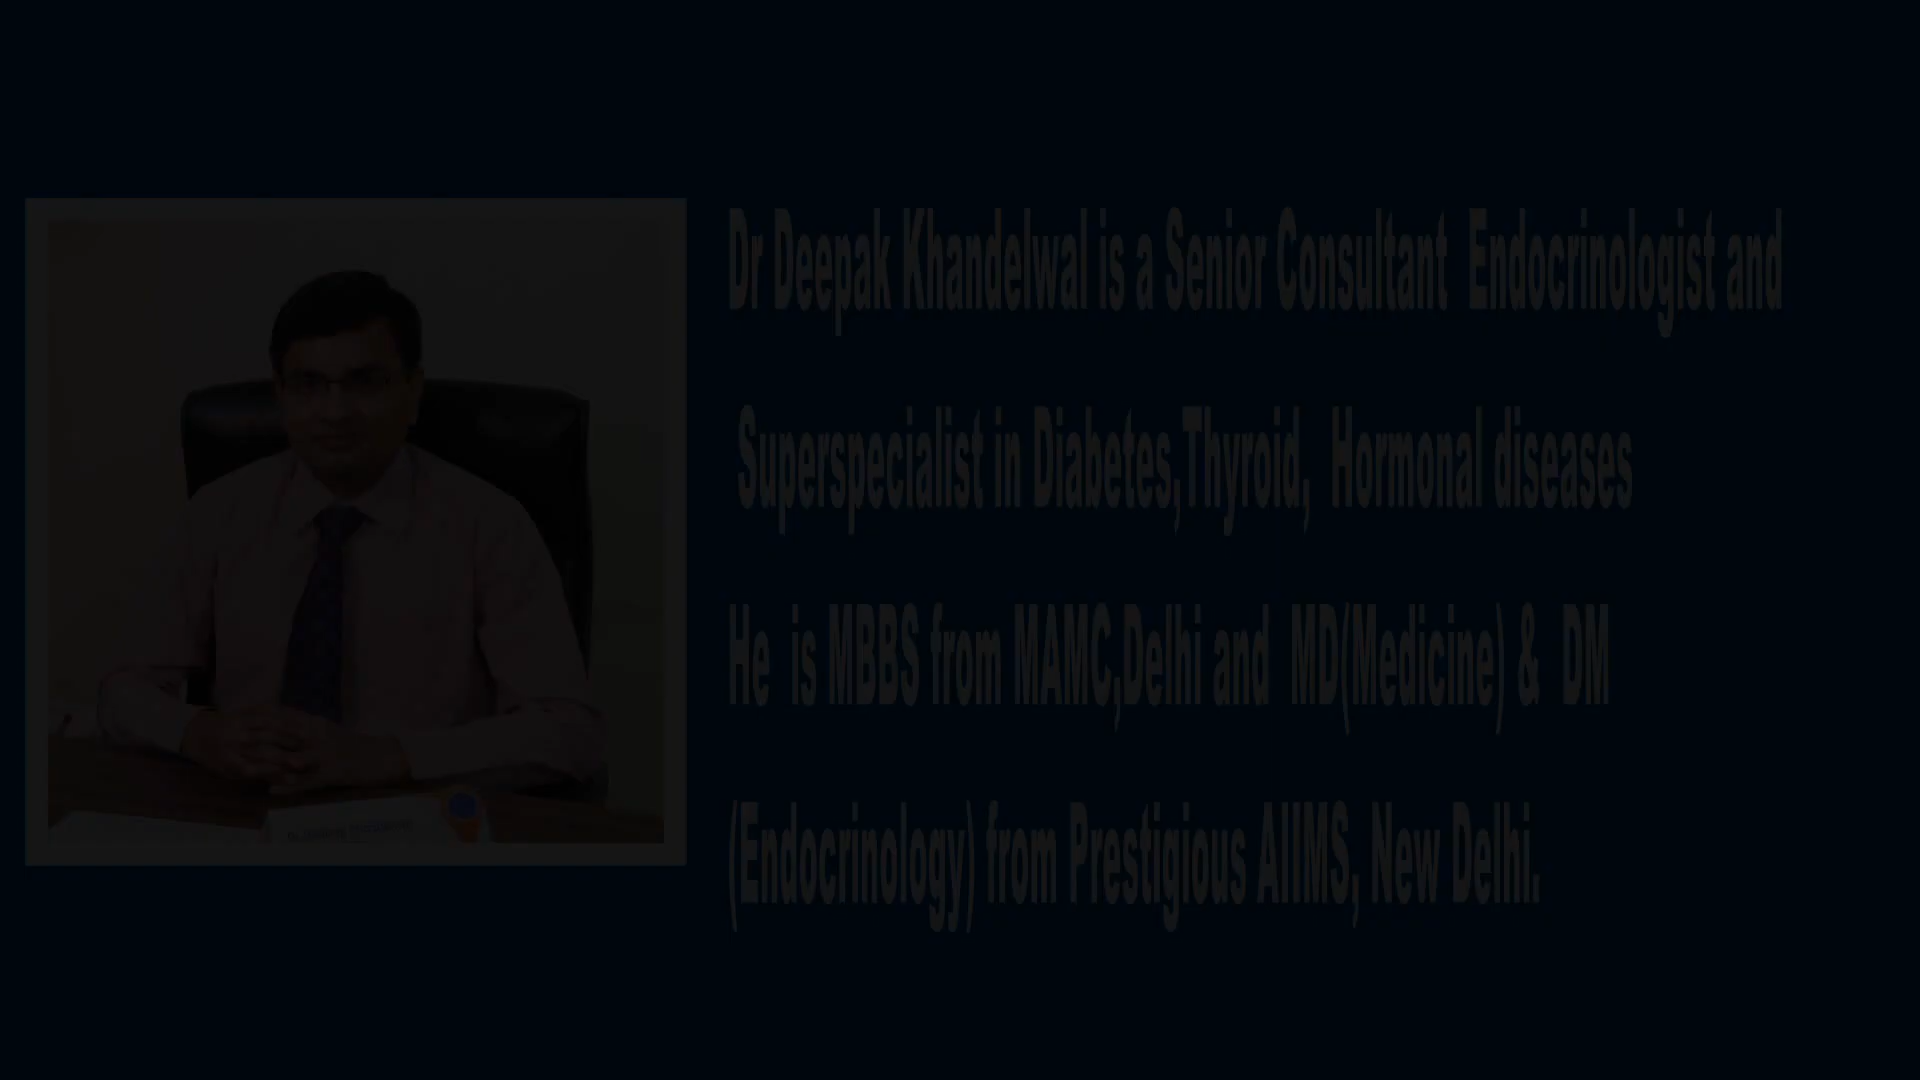 Dr Deepak Khandelwal is a Senior Consultant Endocrinologist and
Superspecialist in Diabetes,Thyroid, Hormonal diseases
He is MBBS from MAMC,Delhi and MD(Medicine) & DM
(Endocrinology) from Prestigious AIIMS, New Delhi.